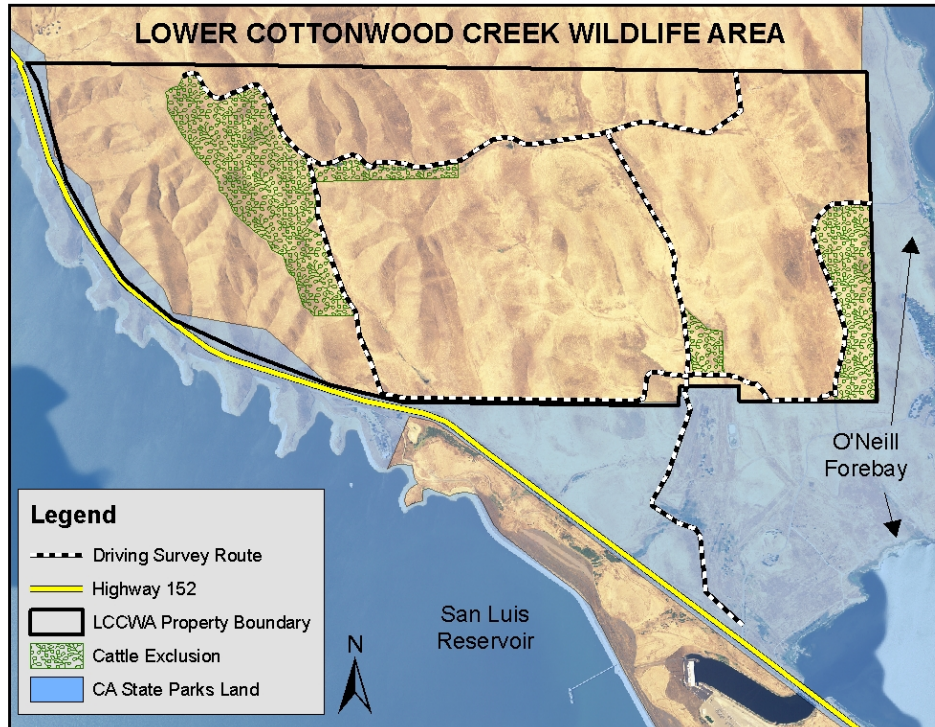 LOWER COTTONWOOD CREEK WILDLIFE AREA
O'Neill
Forebay
Legend
Driving Survey Route
Highway 152
LCCWA Property Boundary
Cattle Exclusion
CA State Parks Land
N
San Luis
Reservoir